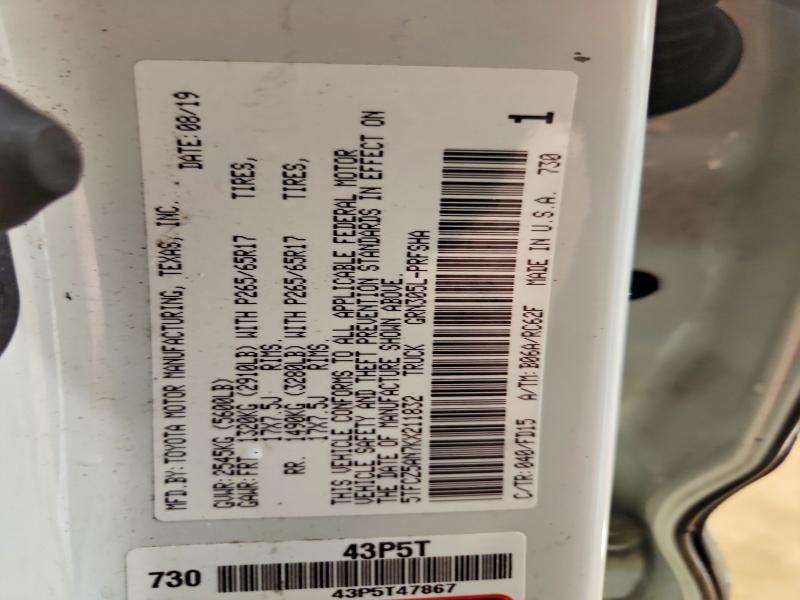 MFD.BY:TOYOTA MOTOR MANUFACTURING, TEXAS, INC. DATE:08/19
GVWR:2545KG (5600LB)
GAWR:FRT 1320KG (2910LB) WITH P265/65R17 TIRES,
17X7.5J RIMS.
RR. 1490KG (3280LB) WITH P265/65R17 TIRES,
17X7.5J RIMS.
THIS VEHICLE CONFORMS TO ALL APPLICABLE FEDERAL MOTOR
VEHICLE SAFETY AND THEFT PREVENTION STANDARDS IN EFFECT ON
THE DATE OF MANUFACTURE SHOWN ABOVE.
5TFCZ5AN7KX211832 TRUCK GRN305L-PRFSHA
1
C/TR:040/FD15 A/TM:B06A/RC62F MADE IN U.S.A. 730
43P5T
730
43P5T47867